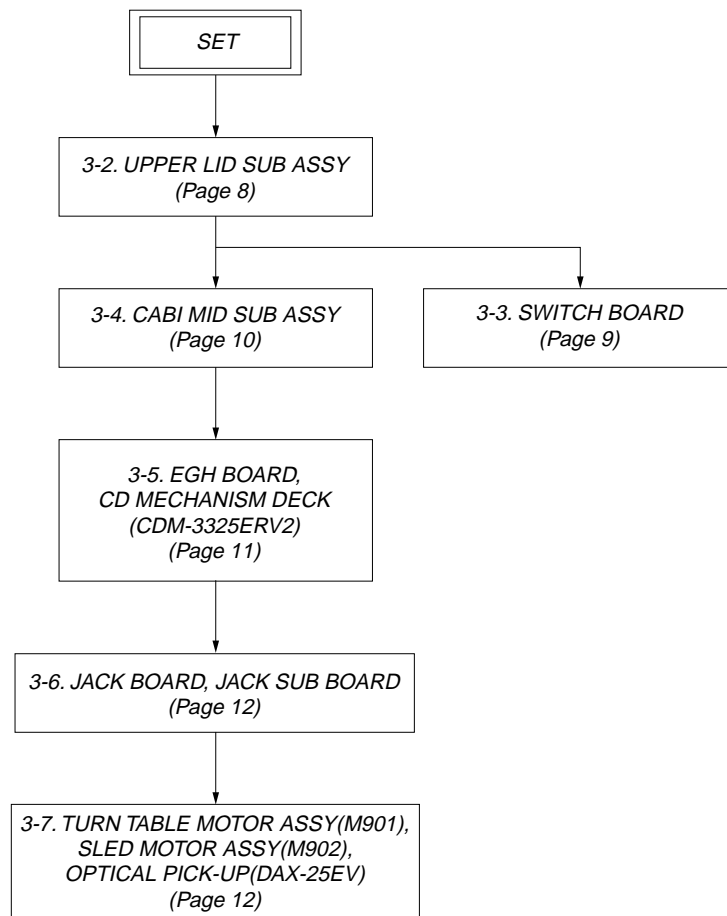 SET
3-2. UPPER LID SUB ASSY
(Page 8)
3-4. CABI MID SUB ASSY
(Page 10)
3-3. SWITCH BOARD
(Page 9)
3-5. EGH BOARD,
CD MECHANISM DECK
(CDM-3325ERV2)
(Page 11)
3-6. JACK BOARD, JACK SUB BOARD
(Page 12)
3-7. TURN TABLE MOTOR ASSY(M901),
SLED MOTOR ASSY(M902),
OPTICAL PICK-UP(DAX-25EV)
(Page 12)